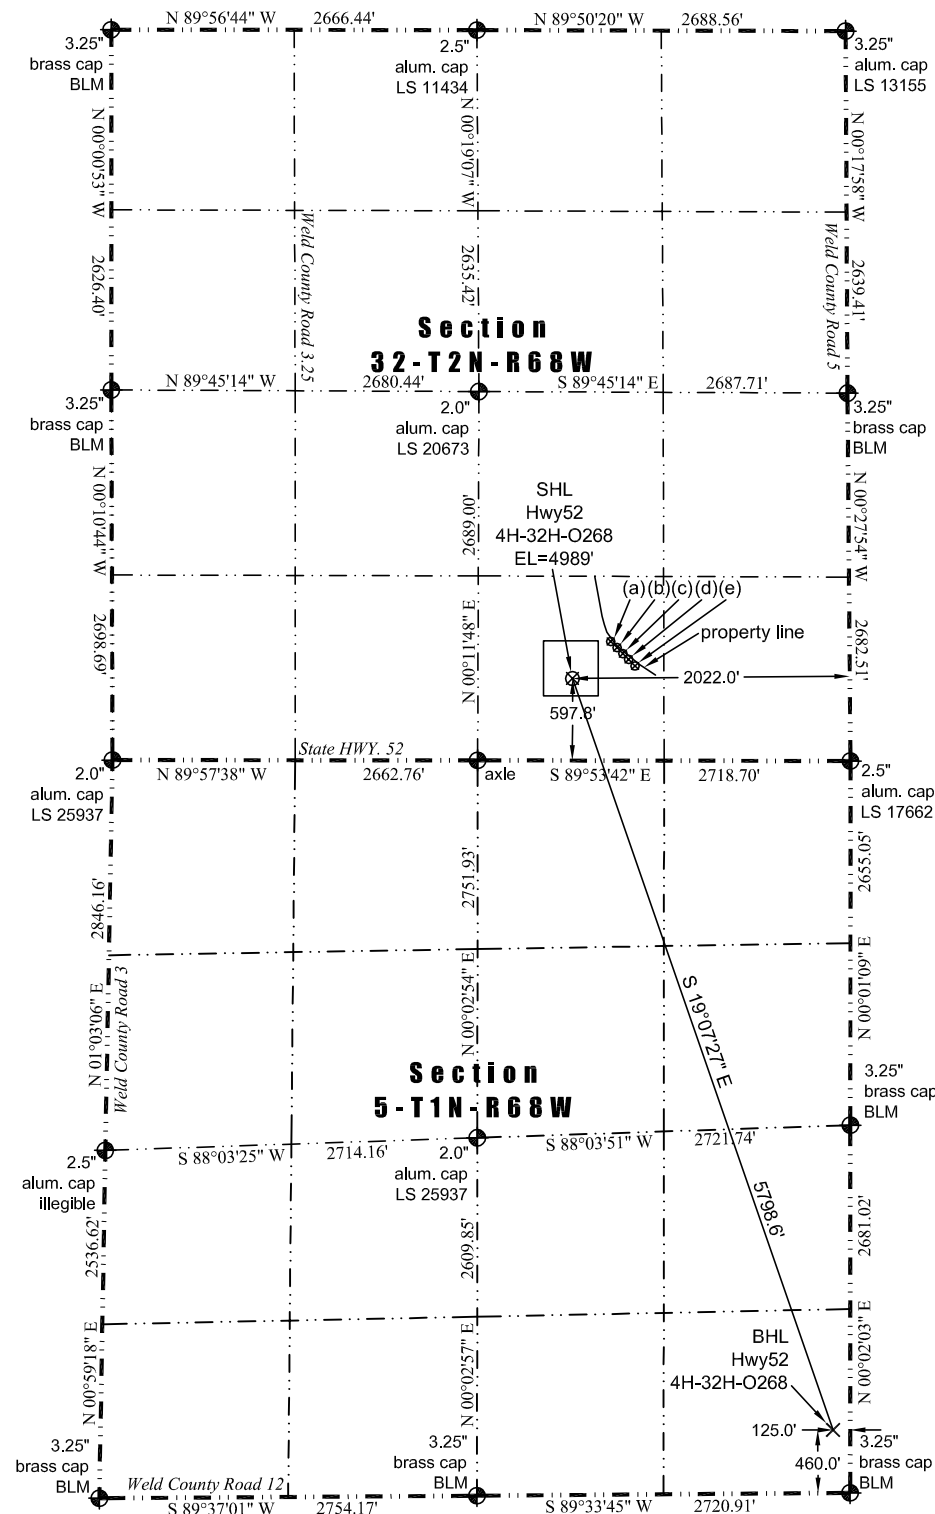 N 89°56'44" W 2666.44' N 89°50'20" W 2688.56'
3.25"
brass cap
BLM
2.5"
alum. cap
LS 11434
3.25"
alum. cap
LS 13155
N 00°00'53" W
2626.40'
Weld County Road 3.25
N 00°19'07" W
2635.42'
N 00°17'58" W
2639.41'
Weld County Road 5
Section
32-T2N-R68W
N 89°45'14" W 2680.44' S 89°45'14" E 2687.71'
3.25"
brass cap
BLM
2.0"
alum. cap
LS 20673
3.25"
brass cap
BLM
N 00°10'44" W
2698.69'
2689.00'
N 00°11'48" E
N 00°27'54" W
2682.51'
SHL
Hwy52
4H-32H-O268
EL=4989'
(a)(b)(c)(d)(e)
property line
2022.0'
597.8'
State HWY. 52
N 89°57'38" W 2662.76' axle S 89°53'42" E 2718.70'
2.0"
alum. cap
LS 25937
2.5"
alum. cap
LS 17662
2846.16'
N 01°03'06" E
Weld County Road 3
2751.93'
N 00°02'54" E
2655.05'
N 00°01'09" E
S 19°07'27" E
5798.6'
Section
5-T1N-R68W
3.25"
brass cap
BLM
S 88°03'25" W 2714.16' S 88°03'51" W 2721.74'
2.5"
alum. cap
illegible
2.0"
alum. cap
LS 25937
2536.62'
N 00°59'18" E
2609.85'
N 00°02'57" E
2681.02'
N 00°02'03" E
BHL
Hwy52
4H-32H-O268
125.0'
460.0'
3.25"
brass cap
BLM
3.25"
brass cap
BLM
3.25"
brass cap
BLM
Weld County Road 12
S 89°37'01" W 2754.17' S 89°33'45" W 2720.91'